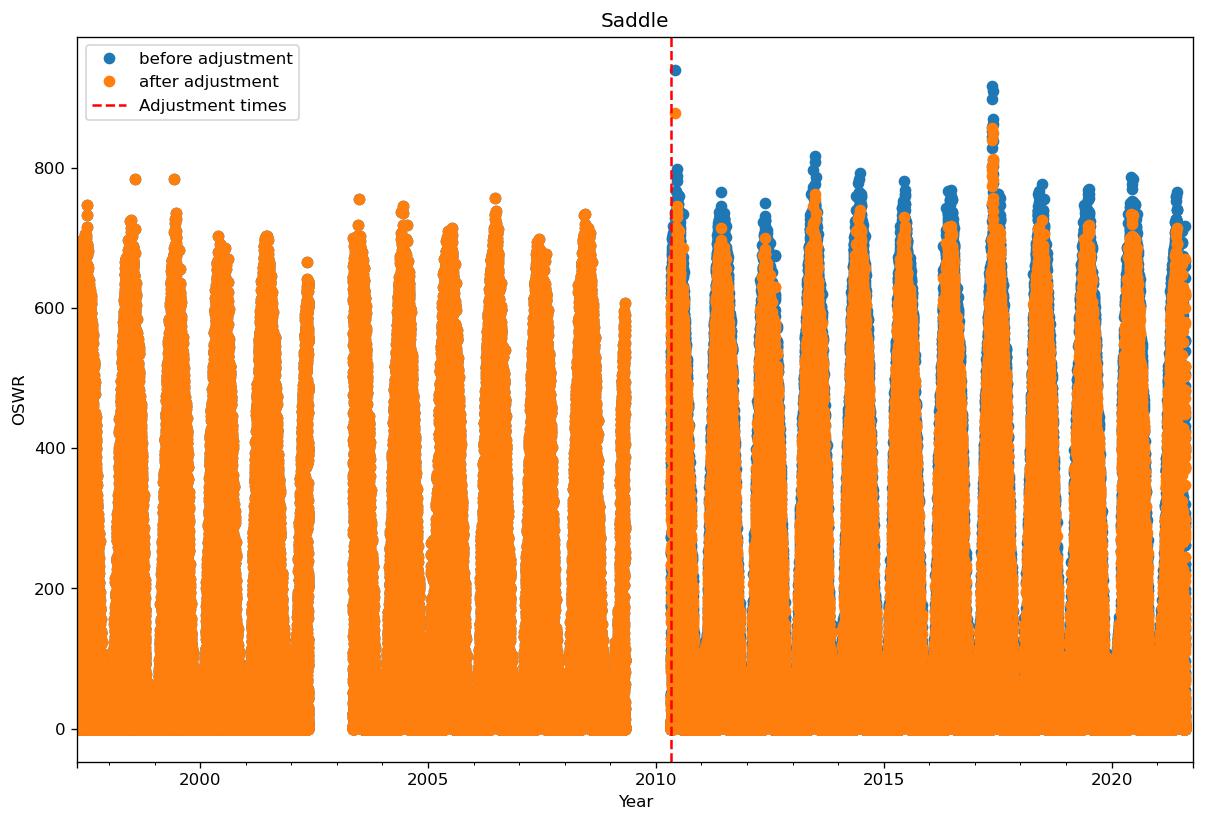 Saddle
before adjustment
after adjustment
Adjustment times
800
600
400
200
0
OSWR
2000 2005 2010 2015 2020
Year